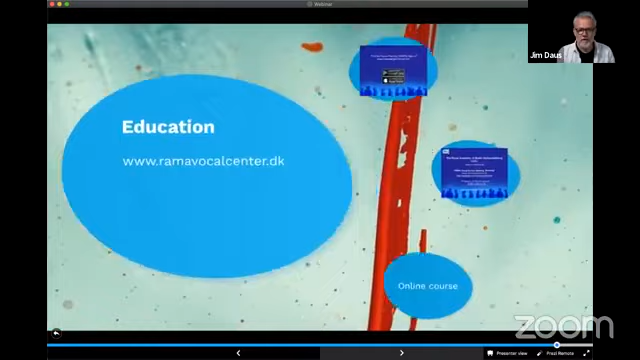 Webinar
Jim Daus
Education
www.ramavocalcenter.dk
Online course
zoom
Presenter view
Prezi Remote